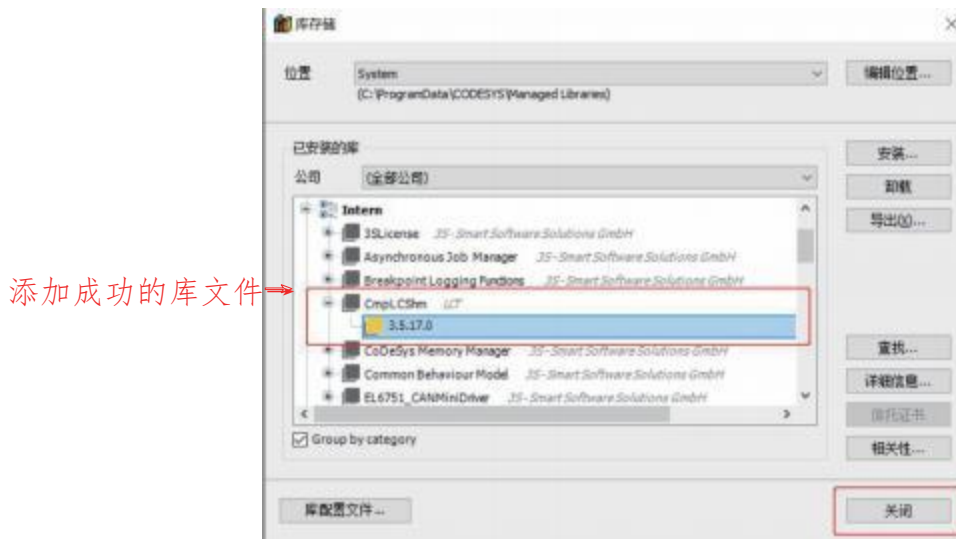 库存储
位置
System
编辑位置...
(C:\ProgramData\CODESYS\Managed Libraries)
已安装的库
安装...
公司
(全部公司)
卸载
Intern
导出(X)...
3SLicense 3S-Smart Software Solutions GmbH
Asynchronous Job Manager 3S-Smart Software Solutions GmbH
Breakpoint Logging Functions 3S-Smart Software Solutions GmbH
添加成功的库文件→
CmpLCShm LCT
3.5.17.0
CoDeSys Memory Manager 3S-Smart Software Solutions GmbH
查找...
Common Behaviour Model 3S-Smart Software Solutions GmbH
详细信息...
EL6751_CANMiniDriver 3S-Smart Software Solutions GmbH
信托证书
Group by category
相关性...
库配置文件...
关闭